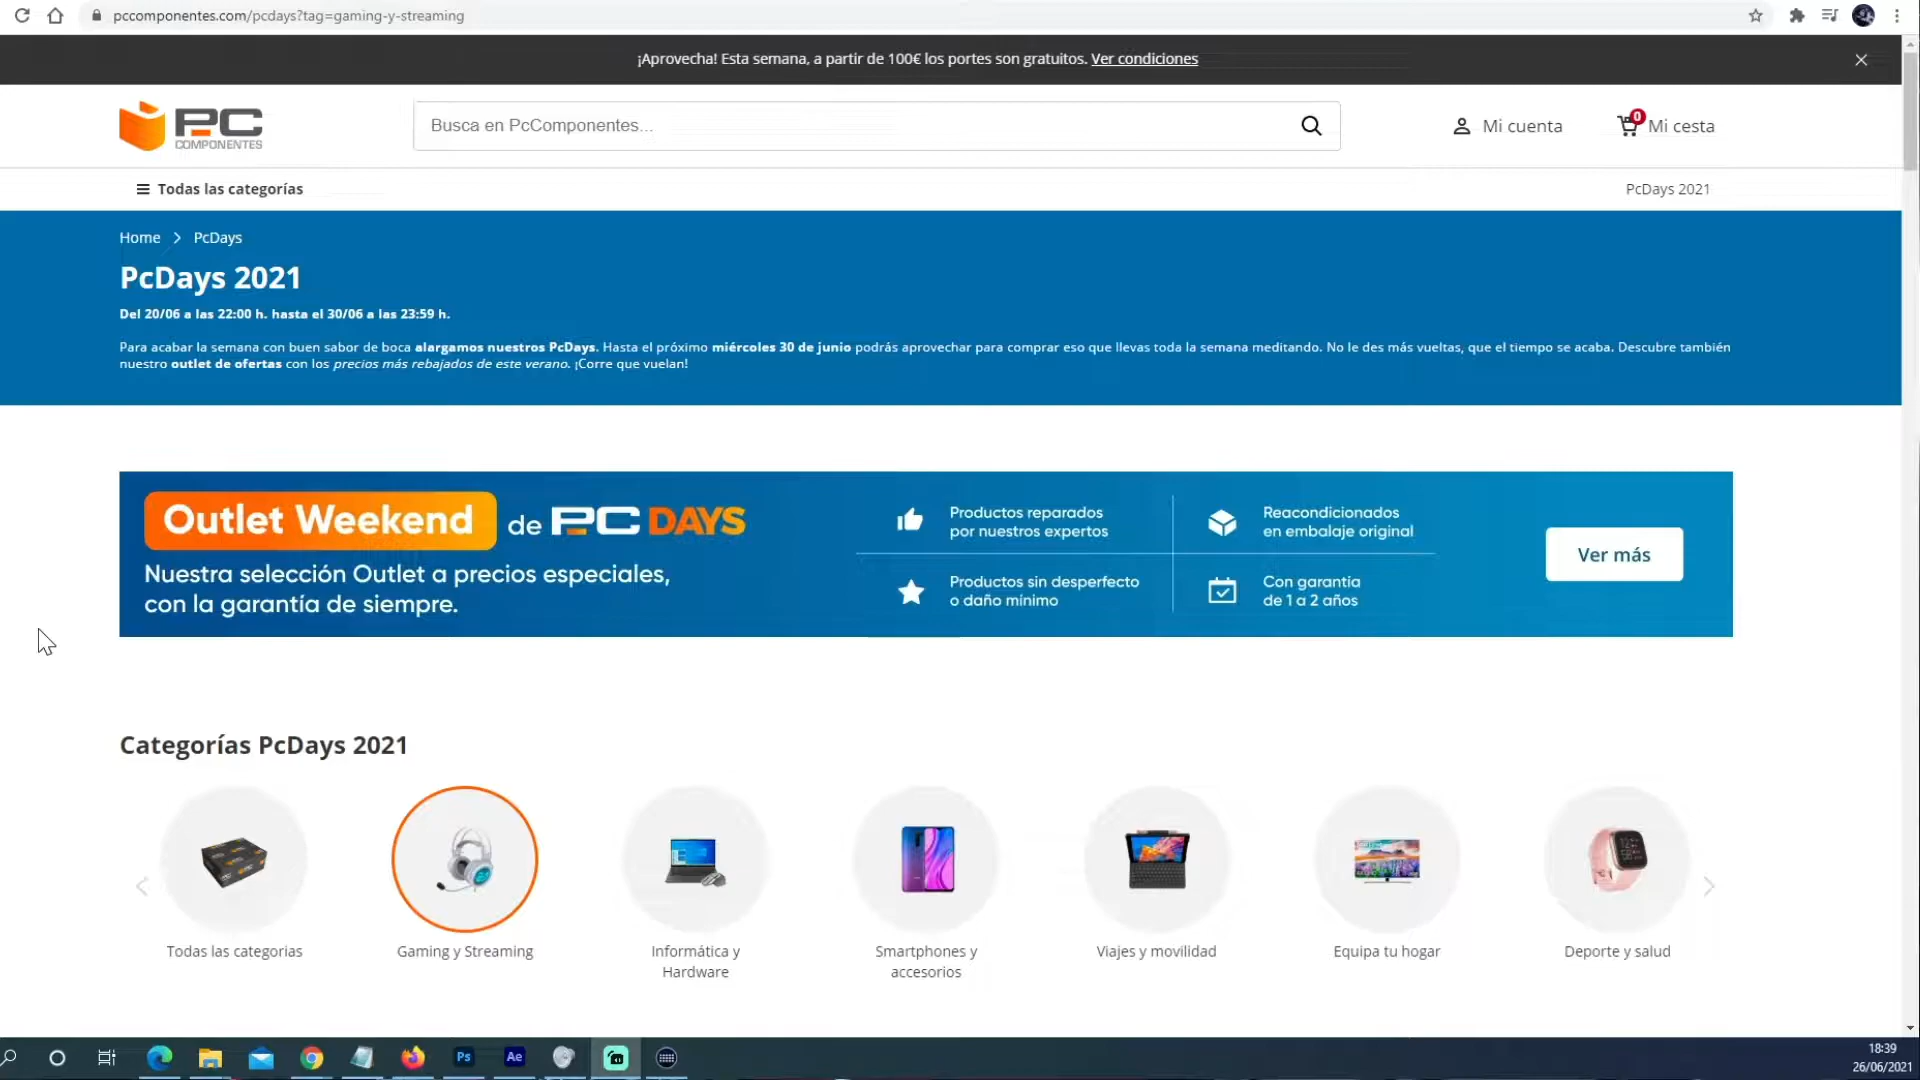 pccomponentes.com/pcdays?tag=gaming-y-streaming
¡Aprovecha! Esta semana, a partir de 100€ los portes son gratuitos. Ver condiciones
PC
COMPONENTES
Busca en PcComponentes...
Mi cuenta
0
Mi cesta
Todas las categorías
PcDays 2021
Home > PcDays
PcDays 2021
Del 20/06 a las 22:00 h. hasta el 30/06 a las 23:59 h.
Para acabar la semana con buen sabor de boca alargamos nuestros PcDays. Hasta el próximo miércoles 30 de junio podrás aprovechar para comprar eso que llevas toda la semana meditando. No le des más vueltas, que el tiempo se acaba. Descubre también
nuestro outlet de ofertas con los precios más rebajados de este verano. ¡Corre que vuelan!
Outlet Weekend de PC DAYS
Nuestra selección Outlet a precios especiales,
con la garantía de siempre.
Productos reparados
por nuestros expertos
Reacondicionados
en embalaje original
Productos sin desperfecto
o daño mínimo
Con garantía
de 1 a 2 años
Ver más
Categorías PcDays 2021
Todas las categorias
Gaming y Streaming
Informática y
Hardware
Smartphones y
accesorios
Viajes y movilidad
Equipa tu hogar
Deporte y salud
Ps
Ae
18:39
26/06/2021